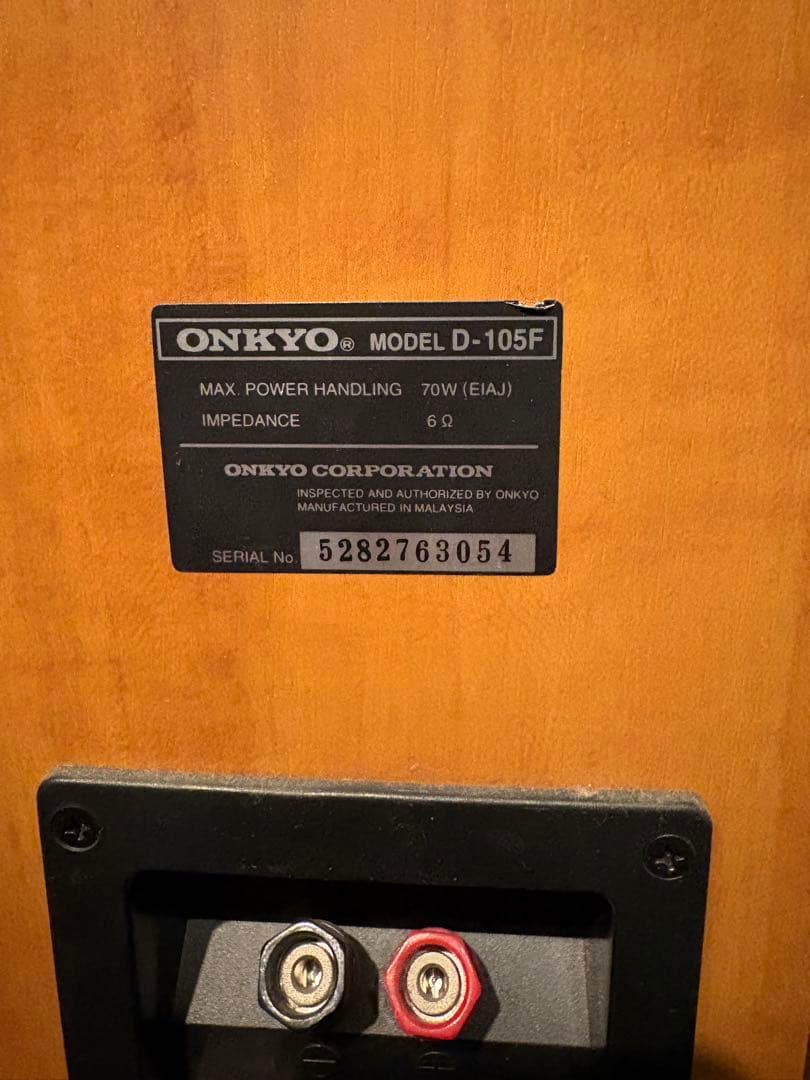 ONKYO® MODEL D-105F
MAX. POWER HANDLING 70W (EIAJ)
IMPEDANCE 6 Ω
ONKYO CORPORATION
INSPECTED AND AUTHORIZED BY ONKYO
MANUFACTURED IN MALAYSIA
SERIAL No. 5282763054